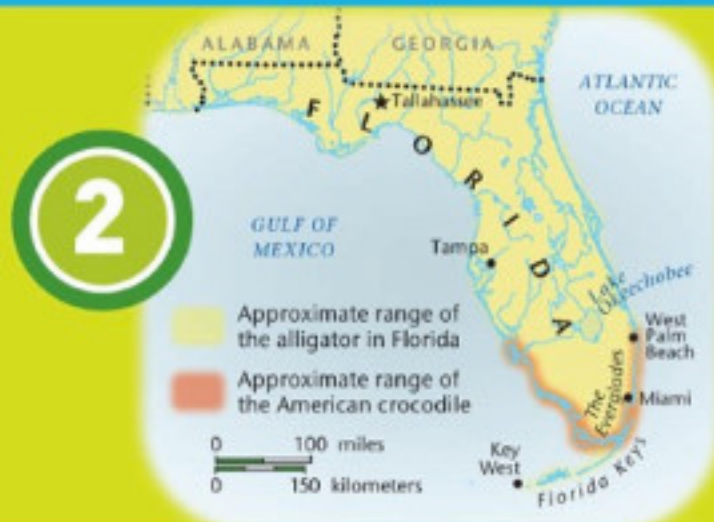 2
ALABAMA
GEORGIA
ATLANTIC
OCEAN
Tallahassee
FLORIDA
GULF OF
MEXICO
Tampa
Lake
Okeechobee
Approximate range of
the alligator in Florida
West
Palm
Beach
Approximate range of
the American crocodile
The
Everglades
Miami
0 100 miles
0 150 kilometers
Key
West
Florida Keys